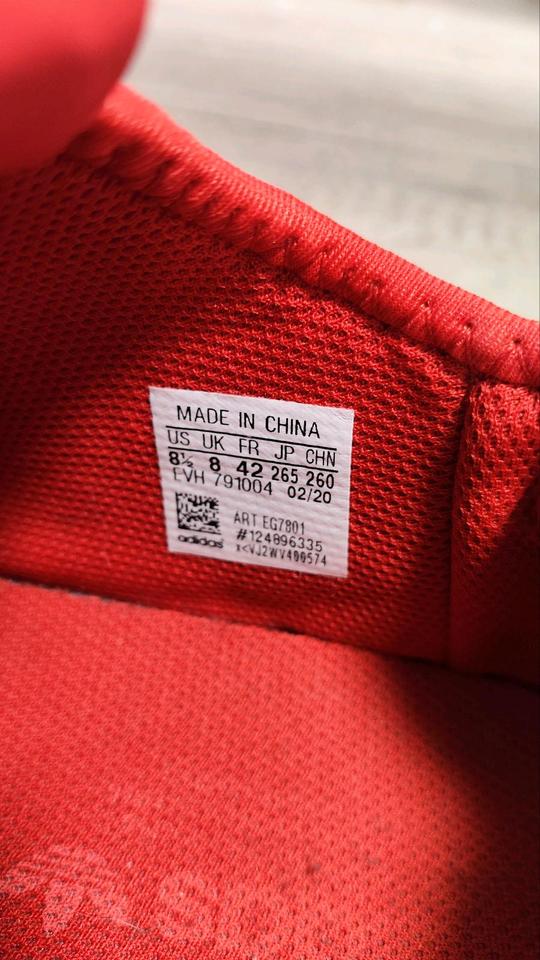 MADE IN CHINA
US UK FR JP CHN
8½ 8 42 265 260
EVH 791004 02/20
ART EG7801
#124896335
adidas